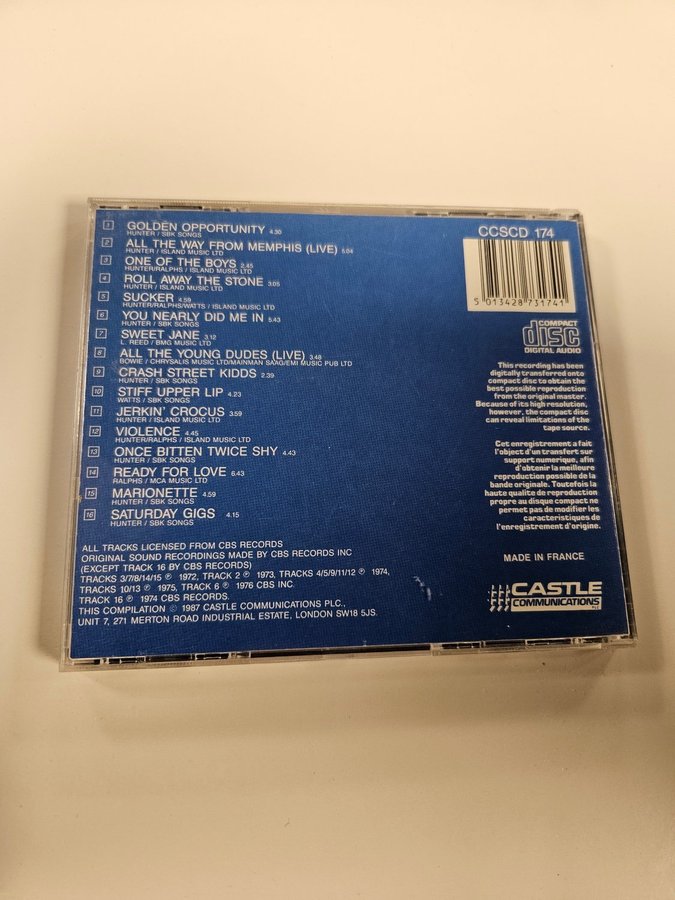 1 GOLDEN OPPORTUNITY 4.30
HUNTER / SBK SONGS
2 ALL THE WAY FROM MEMPHIS (LIVE) 5.04
HUNTER / ISLAND MUSIC LTD
3 ONE OF THE BOYS 2.45
HUNTER/RALPHS / ISLAND MUSIC LTD
4 ROLL AWAY THE STONE 3.05
HUNTER / ISLAND MUSIC LTD
5 SUCKER 4.59
HUNTER/RALPHS/WATTS / ISLAND MUSIC LTD
6 YOU NEARLY DID ME IN 5.43
HUNTER / SBK SONGS
7 SWEET JANE 3.12
L. REED / BMG MUSIC LTD
8 ALL THE YOUNG DUDES (LIVE) 3.48
BOWIE / CHRYSALIS MUSIC LTD/MAINMAN SAAG/EMI MUSIC PUB LTD
9 CRASH STREET KIDDS 2.39
HUNTER / SBK SONGS
10 STIFF UPPER LIP 4.23
WATTS / SBK SONGS
11 JERKIN' CROCUS 3.59
HUNTER / ISLAND MUSIC LTD
12 VIOLENCE 4.45
HUNTER/RALPHS / ISLAND MUSIC LTD
13 ONCE BITTEN TWICE SHY 4.43
HUNTER / SBK SONGS
14 READY FOR LOVE 6.43
RALPHS / MCA MUSIC LTD
15 MARIONETTE 4.59
HUNTER / SBK SONGS
16 SATURDAY GIGS 4.15
HUNTER / SBK SONGS
ALL TRACKS LICENSED FROM CBS RECORDS
ORIGINAL SOUND RECORDINGS MADE BY CBS RECORDS INC
(EXCEPT TRACK 16 BY CBS RECORDS)
TRACKS 3/7/8/14/15 ℗ 1972, TRACK 2 ℗ 1973, TRACKS 4/5/9/11/12 ℗ 1974,
TRACKS 10/13 ℗ 1975, TRACK 6 ℗ 1976 CBS INC.
TRACK 16 ℗ 1974 CBS RECORDS.
THIS COMPILATION © 1987 CASTLE COMMUNICATIONS PLC.,
UNIT 7, 271 MERTON ROAD INDUSTRIAL ESTATE, LONDON SW18 5JS.
CCSCD 174
5 013428 731741
COMPACT
disc
DIGITAL AUDIO
This recording has been
digitally transferred onto
compact disc to obtain the
best possible reproduction
from the original master.
Because of its high resolution,
however, the compact disc
can reveal limitations of the
tape source.
Cet enregistrement a fait
l'object d'un transfert sur
support numerique, afin
d'obtenir la meilleure
reproduction possible de la
bande originale. Toutefois la
haute qualite de reproduction
propre au disque compact ne
permet pas de modifier les
caracteristiques de
l'enregistrement d'origine.
MADE IN FRANCE
CASTLE
COMMUNICATIONS